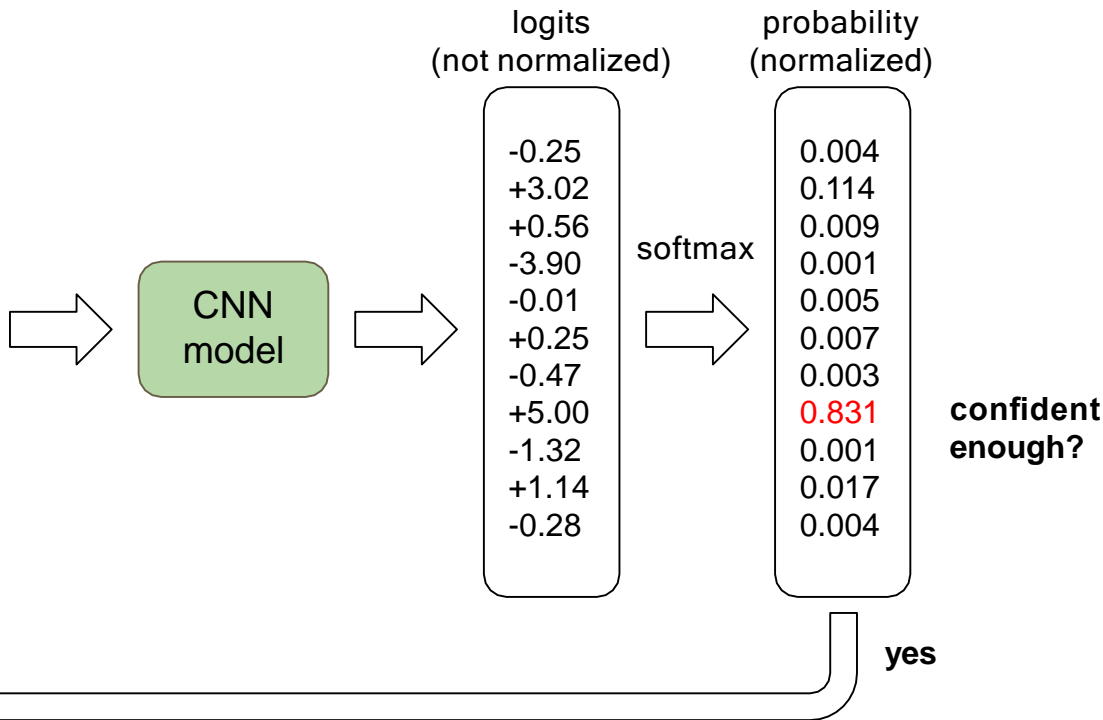 logits
(not normalized)
probability
(normalized)
CNN
model
-0.25
+3.02
+0.56
-3.90
-0.01
+0.25
-0.47
+5.00
-1.32
+1.14
-0.28
softmax
0.004
0.114
0.009
0.001
0.005
0.007
0.003
0.831
0.001
0.017
0.004
confident
enough?
yes